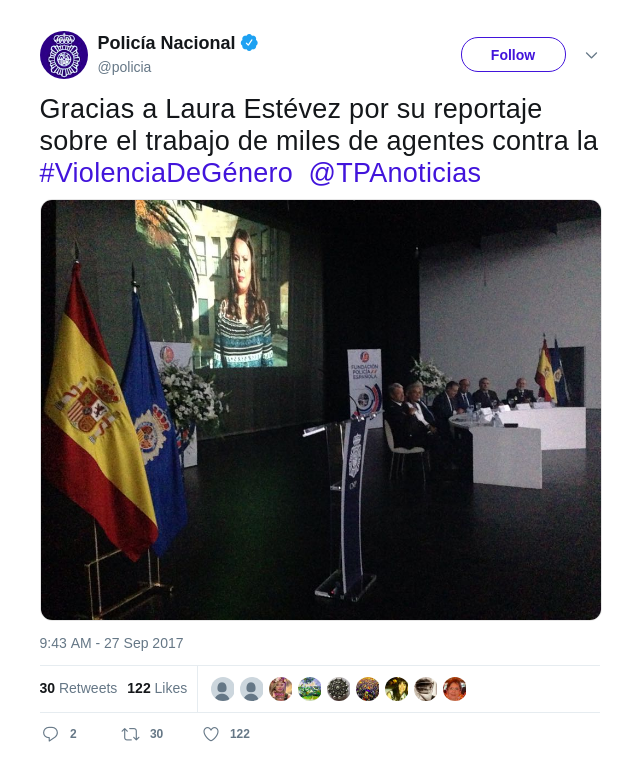 Policía Nacional
@policia
Follow
Gracias a Laura Estévez por su reportaje
sobre el trabajo de miles de agentes contra la
#ViolenciaDeGénero @TPAnoticias
FUNDACIÓN
POLICÍA
ESPAÑOLA
9:43 AM - 27 Sep 2017
30 Retweets 122 Likes
2 30 122